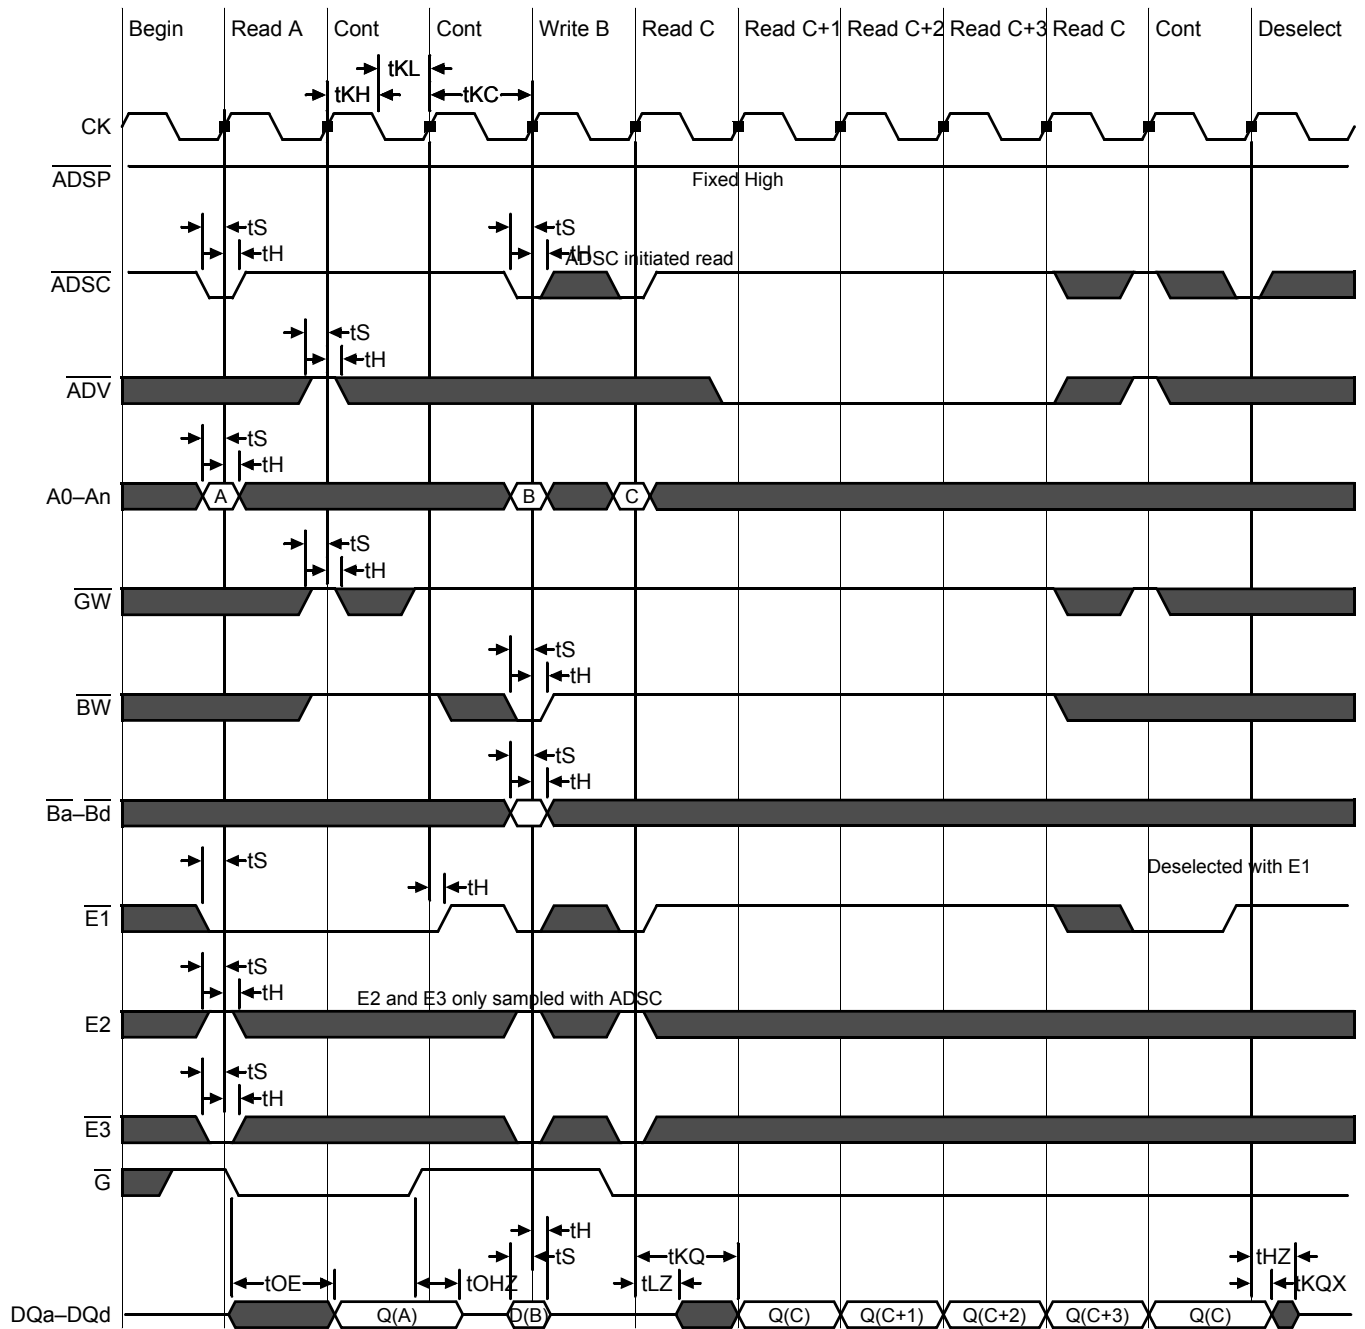 Begin Read A Cont Cont Write B Read C Read C+1 Read C+2 Read C+3 Read C Cont Deselect
tKL
tKH tKC
CK
ADSP
Fixed High
tS tS
tH tH
ADSC initiated read
ADSC
tS
tH
ADV
tS
tH
A0–An A B C
tS
tH
GW
tS
tH
BW
tS
tH
Ba–Bd
tS
Deselected with E1
tH
E1
tS
tH
E2 and E3 only sampled with ADSC
E2
tS
tH
E3
G
tH
tS tKQ tHZ
tOE tOHZ tLZ tKQX
DQa–DQd Q(A) D(B) Q(C) Q(C+1) Q(C+2) Q(C+3) Q(C)